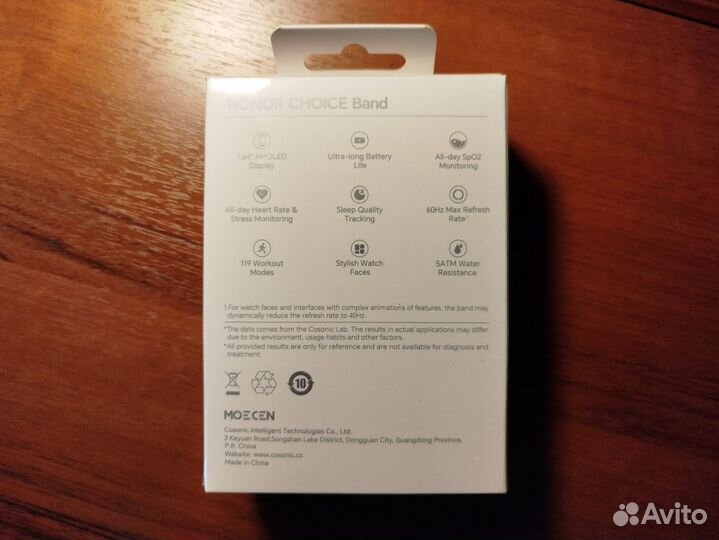 HONOR CHOICE Band
1.64" AMOLED
Display
Ultra-long Battery
Life
All-day SpO2
Monitoring
All-day Heart Rate &
Stress Monitoring
Sleep Quality
Tracking
60Hz Max Refresh
Rate¹
119 Workout
Modes
Stylish Watch
Faces
5ATM Water
Resistance
1.For watch faces and interfaces with complex animations of features, the band may
dynamically reduce the refresh rate to 40Hz.
*The data comes from the Cosonic Lab. The results in actual applications may differ
due to the environment, usage habits and other factors.
*All provided results are only for reference and are not available for diagnosis and
treatment.
10
MOECEN
Cosonic Intelligent Technologies Co., Ltd.
3 Keyuan Road,Songshan Lake District, Dongguan City, Guangdong Province,
P.R. China
Website: www.cosonic.cc
Made in China
Avito